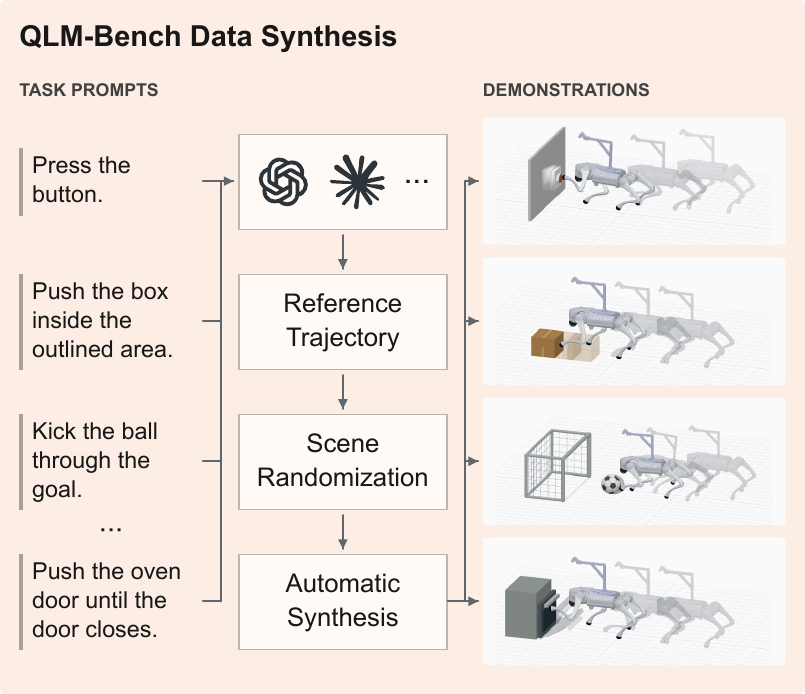 QLM-Bench Data Synthesis
TASK PROMPTS
Press the
button.
Push the box
inside the
outlined area.
Kick the ball
through the
goal.
...
Push the oven
door until the
door closes.
...
Reference
Trajectory
Scene
Randomization
Automatic
Synthesis
DEMONSTRATIONS